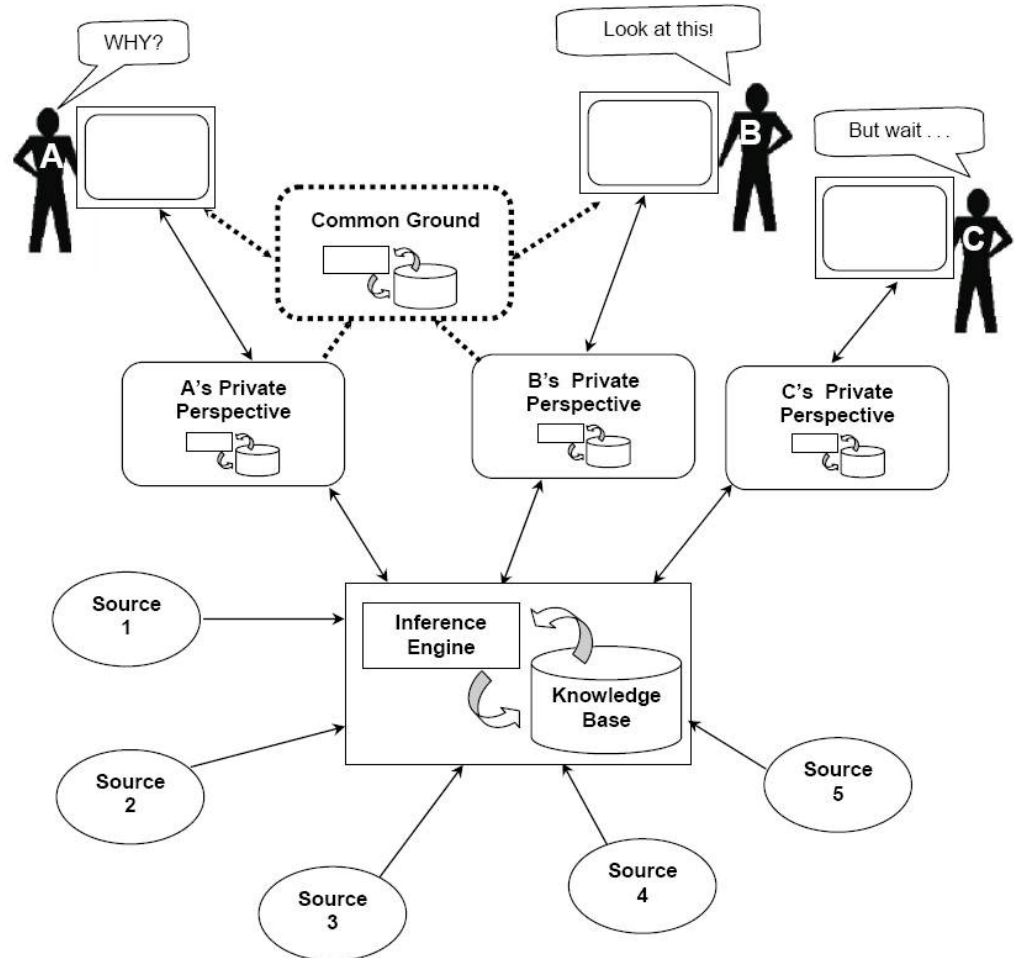 WHY?
Look at this!
A
B
But wait . . .
C
Common Ground
A's Private
Perspective
B's Private
Perspective
C's Private
Perspective
Source
1
Inference
Engine
Knowledge
Base
Source
2
Source
5
Source
3
Source
4